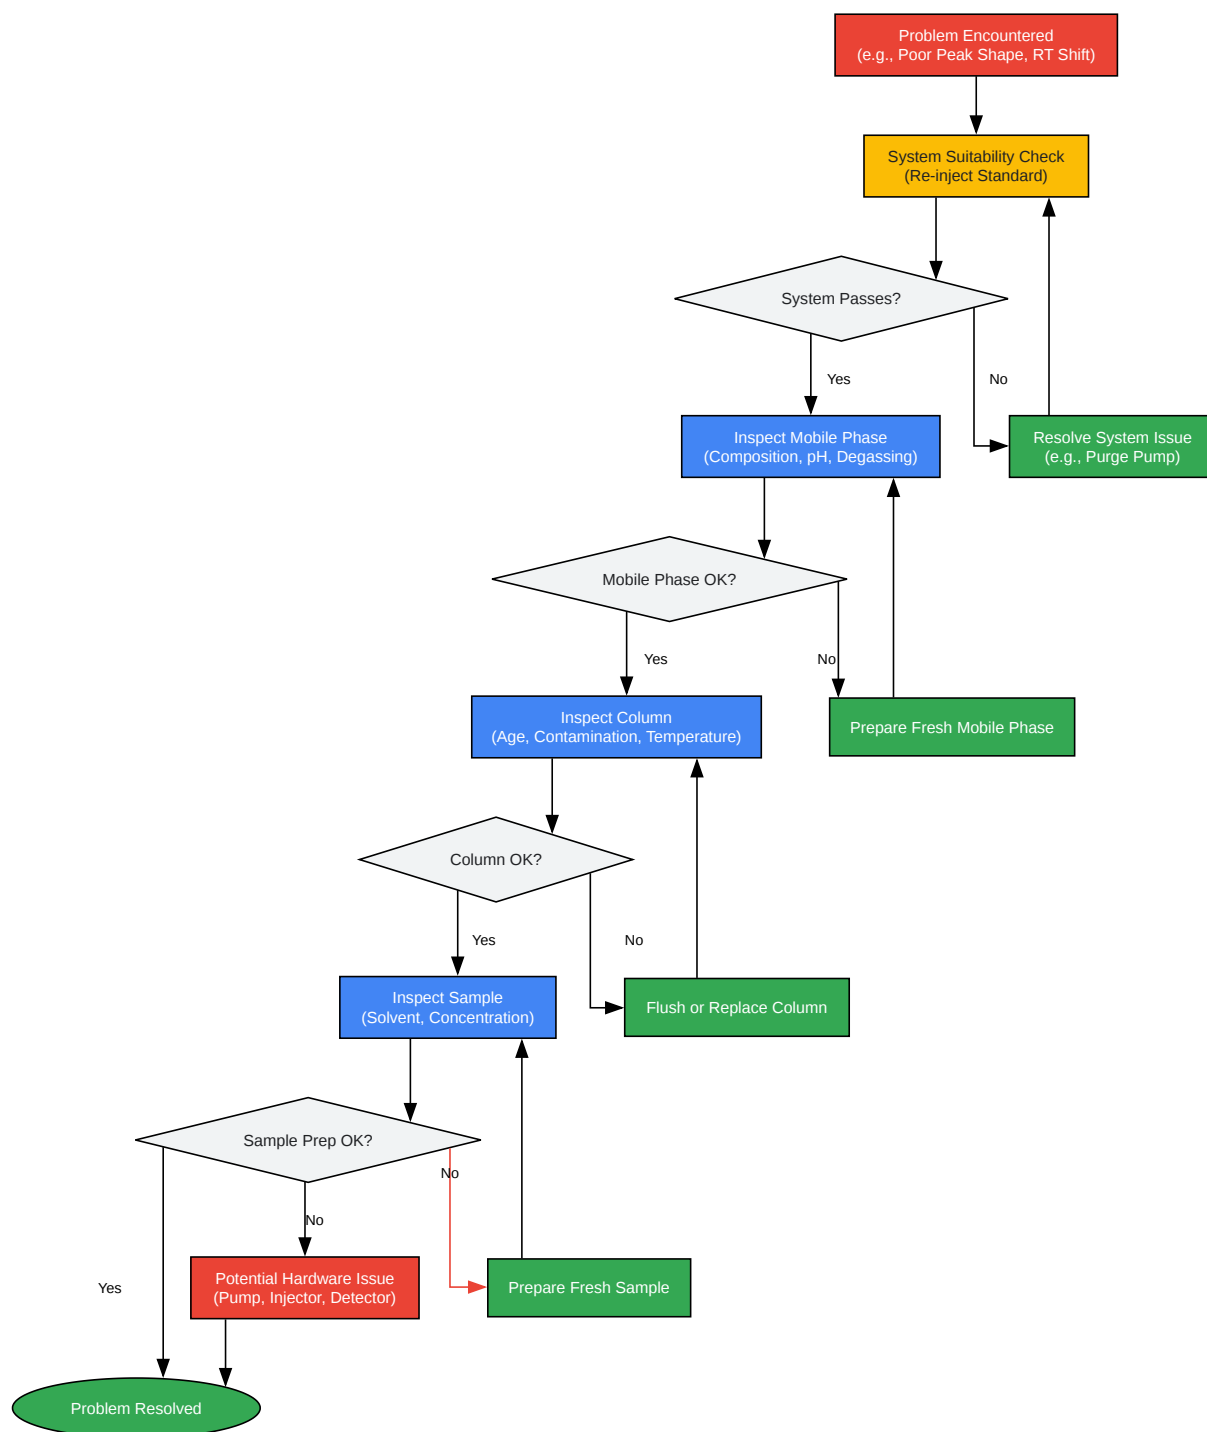 Problem Encountered
(e.g., Poor Peak Shape, RT Shift)
System Suitability Check
(Re-inject Standard)
System Passes?
Yes
No
Inspect Mobile Phase
(Composition, pH, Degassing)
Resolve System Issue
(e.g., Purge Pump)
Mobile Phase OK?
Yes
No
Inspect Column
(Age, Contamination, Temperature)
Prepare Fresh Mobile Phase
Column OK?
Yes
No
Inspect Sample
(Solvent, Concentration)
Flush or Replace Column
Sample Prep OK?
No
No
Yes
Potential Hardware Issue
(Pump, Injector, Detector)
Prepare Fresh Sample
Problem Resolved